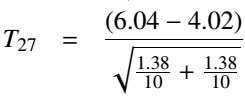 T27 = (6.04 − 4.02) / √(1.38/10 + 1.38/10)